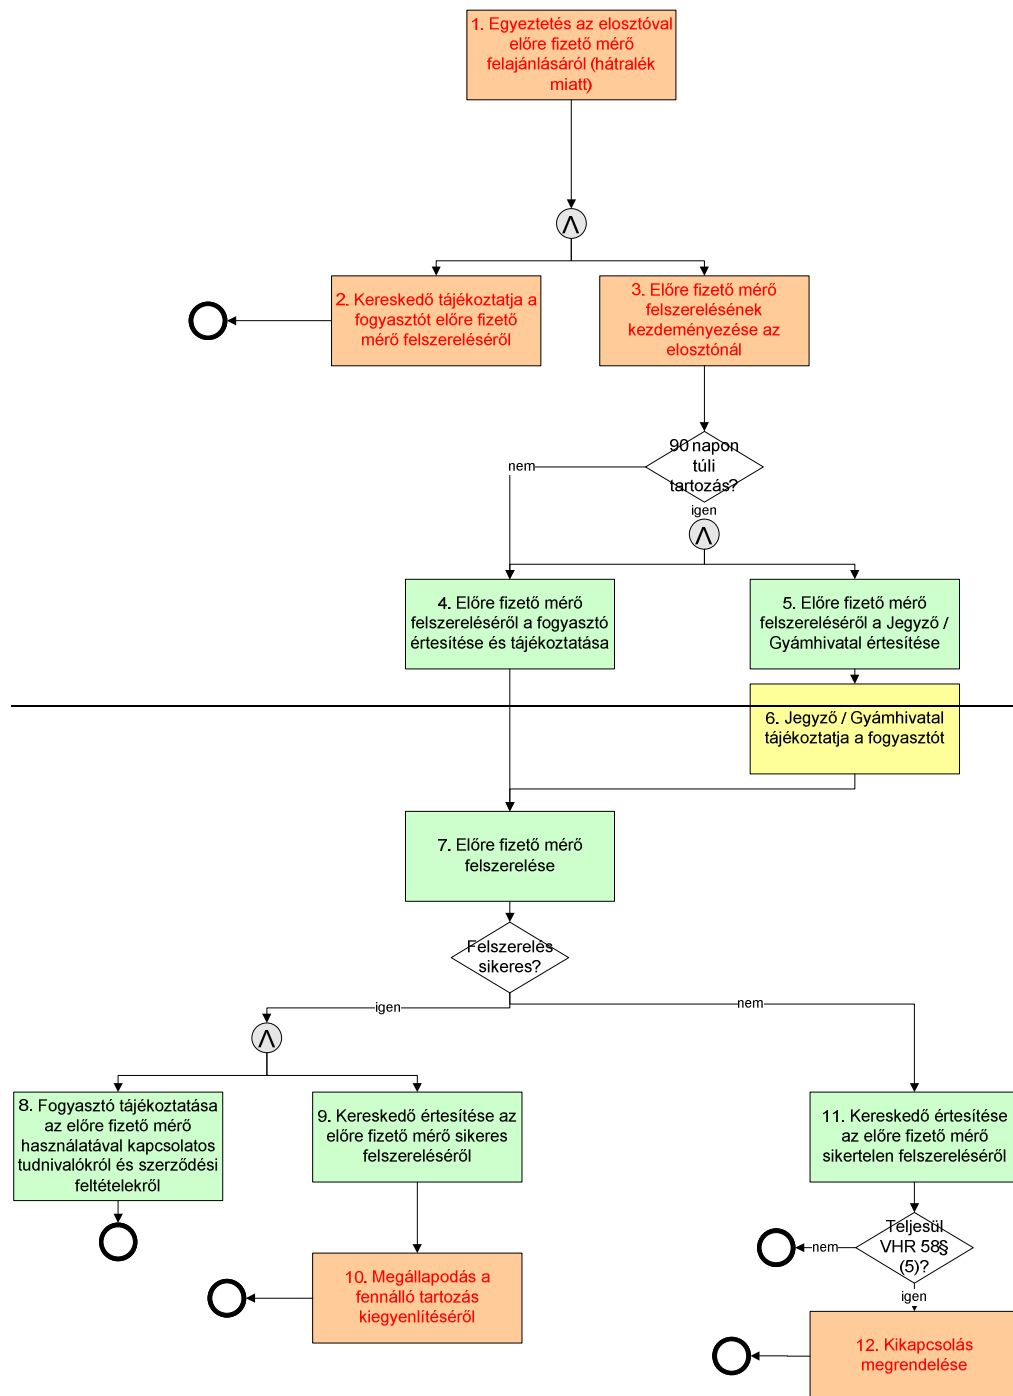 1. Egyeztetés az elosztóval
előre fizető mérő
felajánlásáról (hátralék
miatt)
Λ
2. Kereskedő tájékoztatja a
fogyasztót előre fizető
mérő felszereléséről
3. Előre fizető mérő
felszerelésének
kezdeményezése az
elosztónál
90 napon
túli
tartozás?
nem
igen
Λ
4. Előre fizető mérő
felszereléséről a fogyasztó
értesítése és tájékoztatása
5. Előre fizető mérő
felszereléséről a Jegyző /
Gyámhivatal értesítése
6. Jegyző / Gyámhivatal
tájékoztatja a fogyasztót
7. Előre fizető mérő
felszerelése
Felszerelés
sikeres?
igen
nem
Λ
8. Fogyasztó tájékoztatása
az előre fizető mérő
használatával kapcsolatos
tudnivalókról és szerződési
feltételekről
9. Kereskedő értesítése az
előre fizető mérő sikeres
felszereléséről
11. Kereskedő értesítése
az előre fizető mérő
sikertelen felszereléséről
Teljesül
VHR 58§
(5)?
nem
igen
10. Megállapodás a
fennálló tartozás
kiegyenlítéséről
12. Kikapcsolás
megrendelése